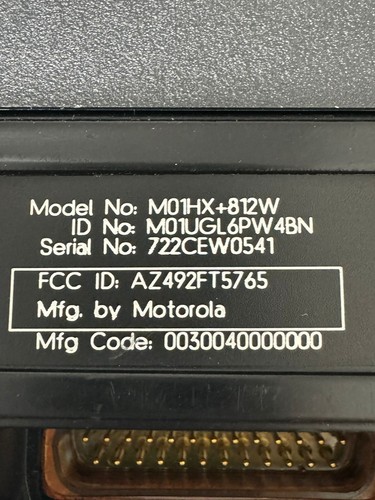 Model No: M01HX+812W
ID No: M01UGL6PW4BN
Serial No: 722CEW0541
FCC ID: AZ492FT5765
Mfg. by Motorola
Mfg Code: 0030040000000